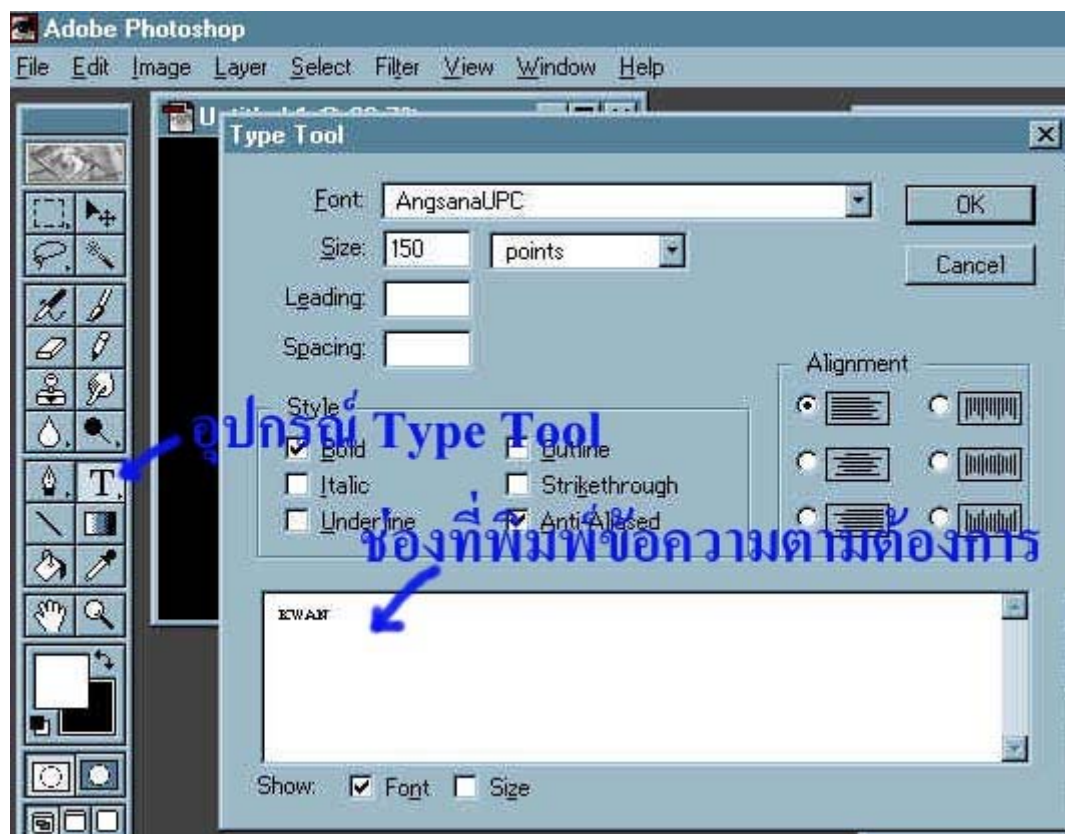 Adobe Photoshop
File Edit Image Layer Select Filter View Window Help
Type Tool
Font: AngsanaUPC
OK
Size: 150 points
Cancel
Leading:
Spacing:
Alignment
Style
อุปกรณ์ Type Tool
Bold
Outline
T
Italic
Strikethrough
Underline
Anti-Aliased
ช่องที่พิมพ์ข้อความตามต้องการ
KWAN
Show: Font Size